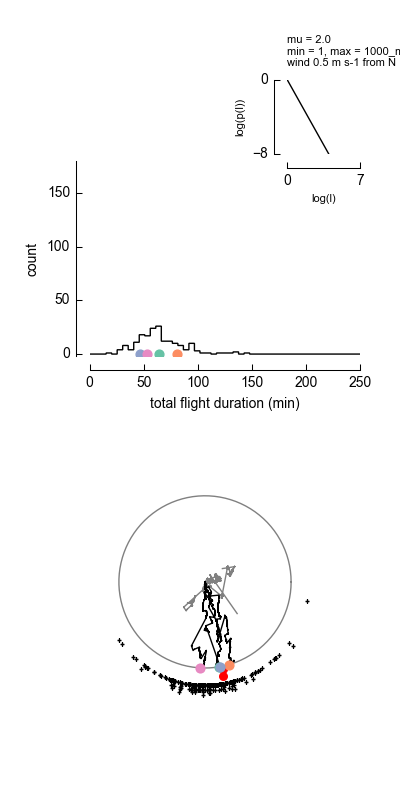 mu = 2.0
min = 1, max = 1000_m
wind 0.5 m s-1 from N
0
−8
log(p(l))
0
7
log(l)
150
100
50
0
count
0
50
100
150
200
250
total flight duration (min)